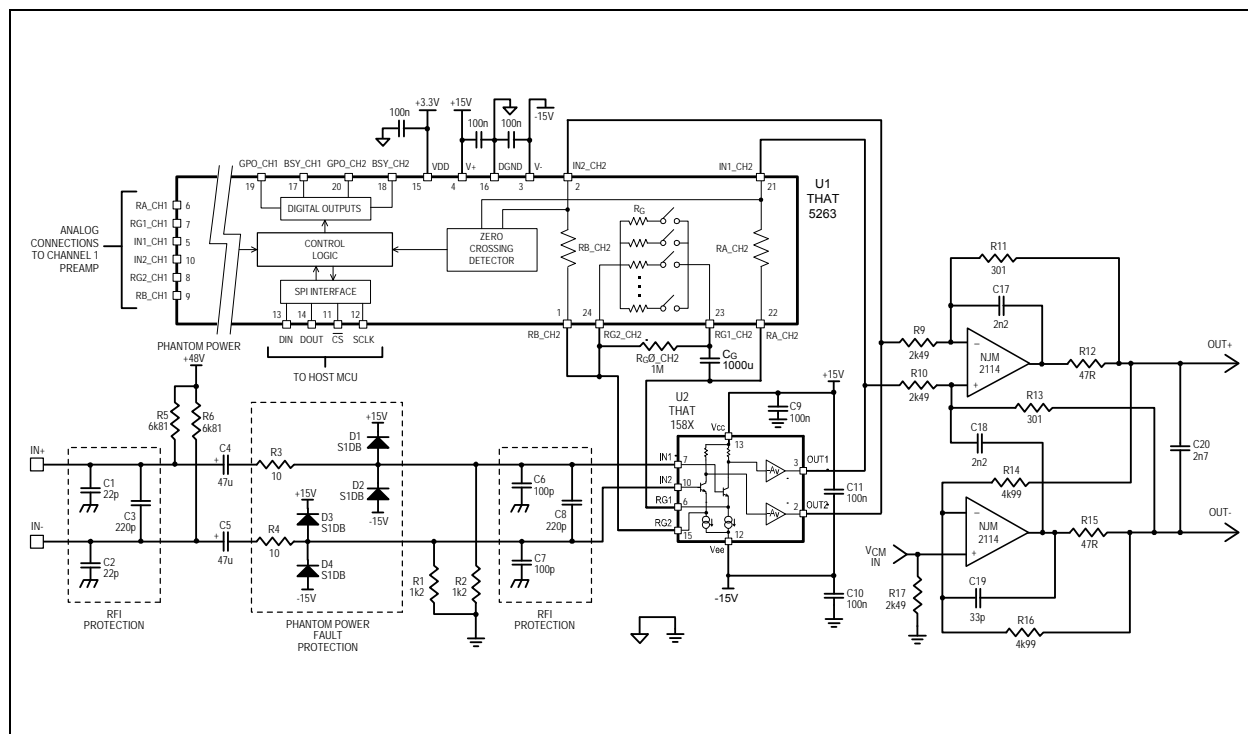 +3.3V
+15V
-15V
100n
100n
100n
GPO_CH1
BSY_CH1
GPO_CH2
BSY_CH2
VDD
V+
DGND
V-
IN2_CH2
IN1_CH2
19
17
20
18
15
4
16
3
2
21
U1
THAT
5263
DIGITAL OUTPUTS
CONTROL
LOGIC
SPI INTERFACE
ZERO
CROSSING
DETECTOR
RG
RB_CH2
RA_CH2
ANALOG
CONNECTIONS
TO CHANNEL 1
PREAMP
RA_CH1
6
RG1_CH1
7
IN1_CH1
5
IN2_CH1
10
RG2_CH1
8
RB_CH1
9
13
14
11
12
1
24
23
22
DIN
DOUT
CS
SCLK
RB_CH2
RG2_CH2
RG1_CH2
RA_CH2
TO HOST MCU
RGØ_CH2
1M
CG
1000u
PHANTOM POWER
+48V
R5
6k81
R6
6k81
IN+
IN-
C1
22p
C2
22p
C3
220p
RFI
PROTECTION
C4
+
47u
C5
+
47u
R3
10
R4
10
+15V
D1
S1DB
D2
S1DB
-15V
+15V
D3
S1DB
D4
S1DB
-15V
PHANTOM POWER
FAULT
PROTECTION
R1
1k2
R2
1k2
C6
100p
C7
100p
C8
220p
RFI
PROTECTION
U2
THAT
158X
C9
100n
+15V
Vcc
13
IN1
7
IN2
10
RG1
6
RG2
15
-Av
-Av
3
OUT1
2
OUT2
12
Vee
-15V
C11
100n
C10
100n
R9
2k49
R10
2k49
R11
301
C17
2n2
NJM
2114
−
+
R12
47R
R13
301
C18
2n2
R14
4k99
NJM
2114
−
+
R15
47R
C19
33p
R16
4k99
R17
2k49
VCM
IN
C20
2n7
OUT+
OUT-